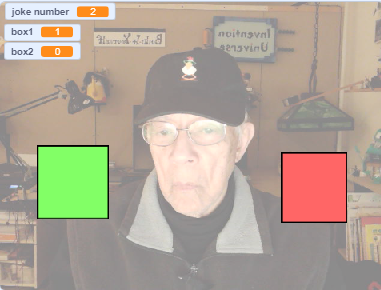 joke number 2
box1 1
box2 0
Invention
Universe